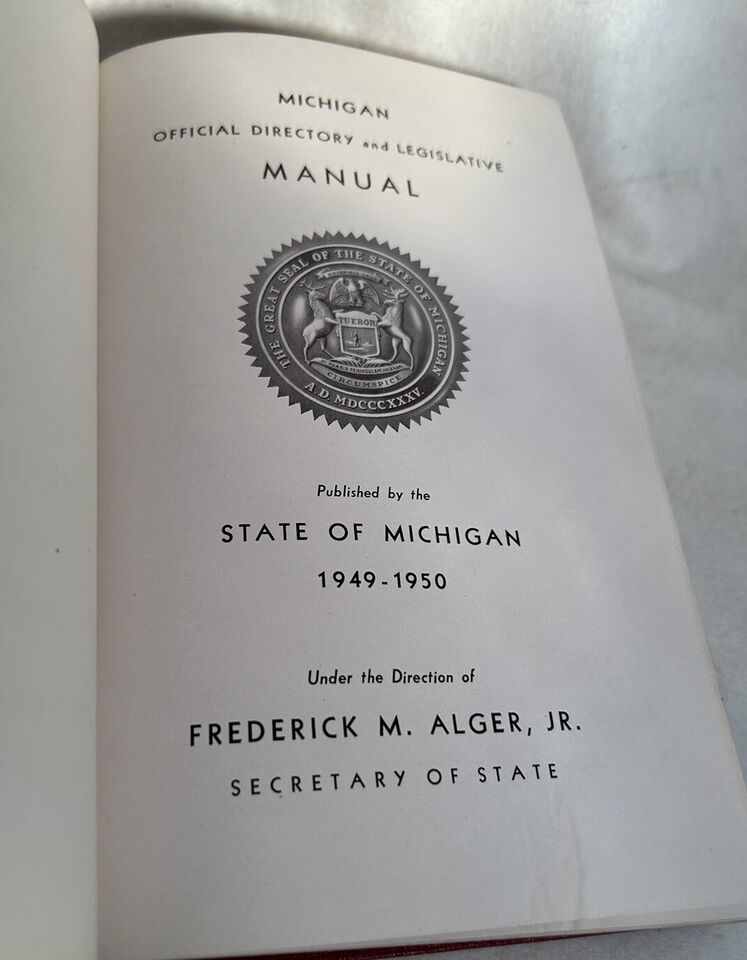 MICHIGAN
OFFICIAL DIRECTORY and LEGISLATIVE
MANUAL
THE GREAT SEAL OF THE STATE OF MICHIGAN
TUEBOR
CIRCUMSPICE
A.D. MDCCCXXXV.
Published by the
STATE OF MICHIGAN
1949-1950
Under the Direction of
FREDERICK M. ALGER, JR.
SECRETARY OF STATE